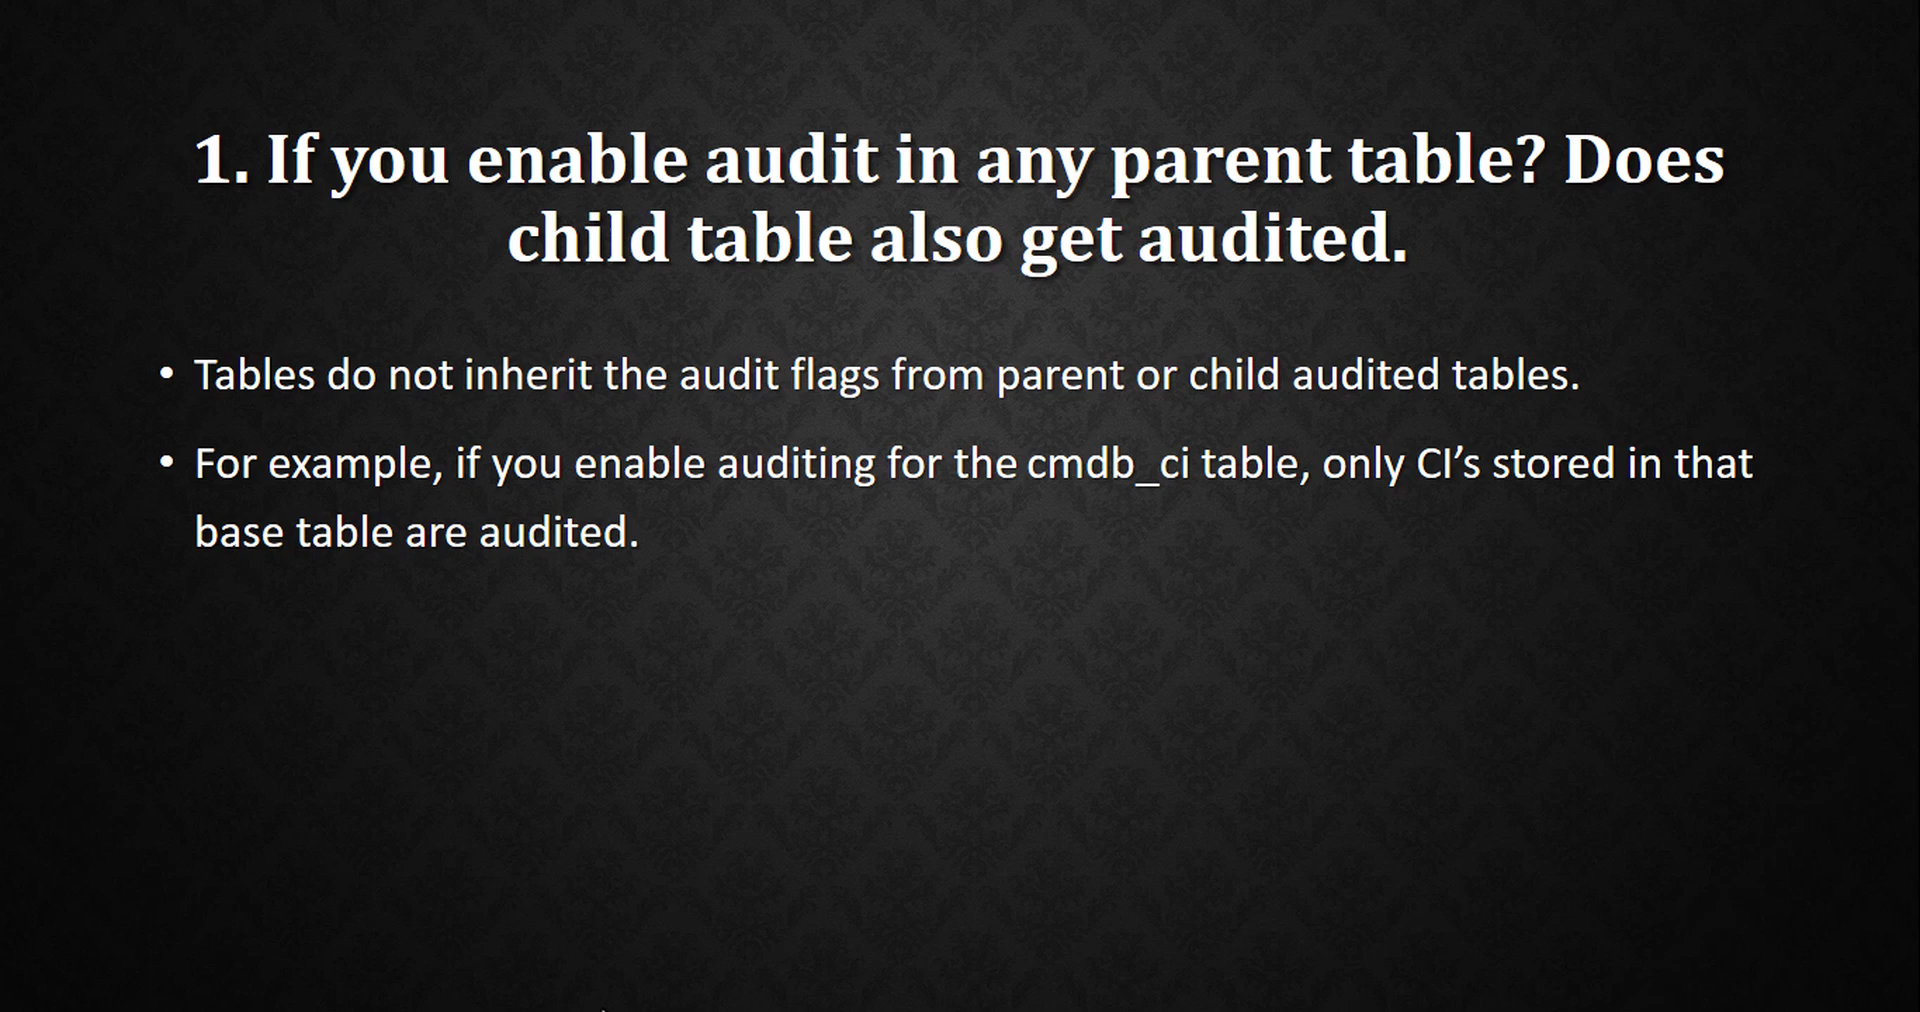 1. If you enable audit in any parent table? Does
child table also get audited.
• Tables do not inherit the audit flags from parent or child audited tables.
• For example, if you enable auditing for the cmdb_ci table, only CI’s stored in that
base table are audited.